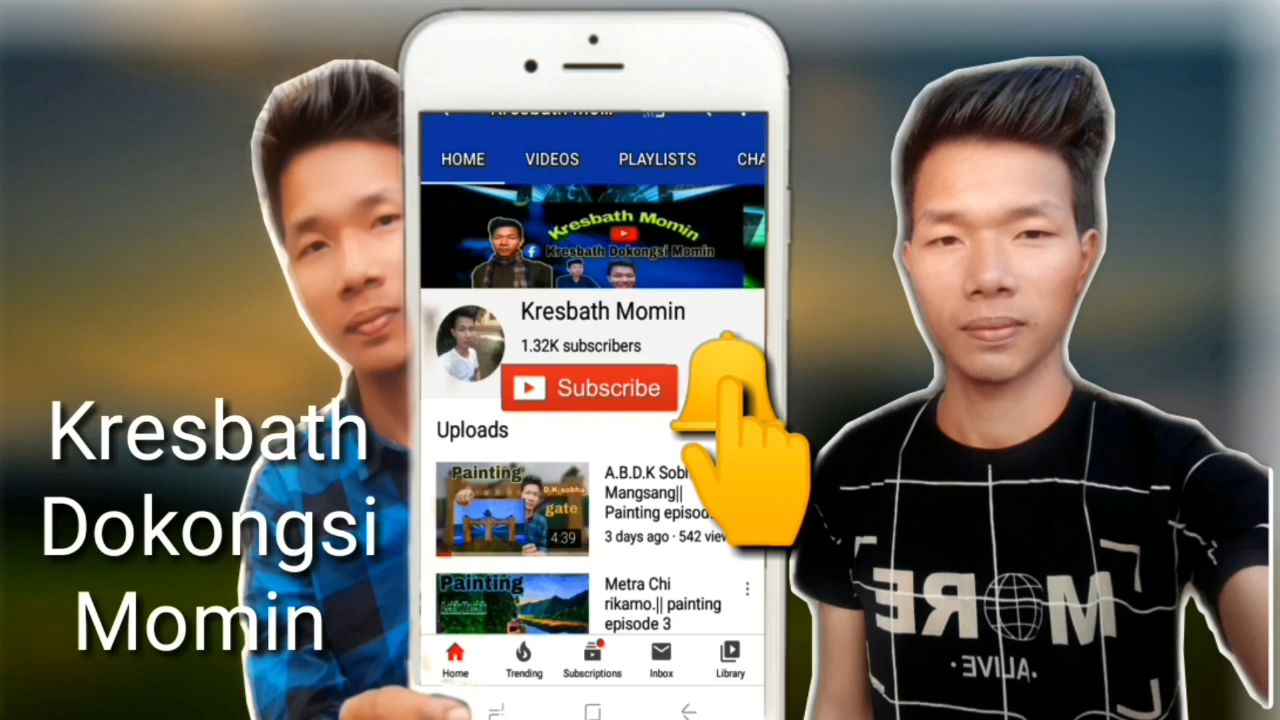 HOME VIDEOS PLAYLISTS CHA
Kresbath Momin
Kresbath Dokongsi Momin
Kresbath Momin
1.32K subscribers
Subscribe
Uploads
Painting
D.K sobhu
gate
4:39
A.B.D.K
Mangsang||
Painting
3 days ago · 542
Painting
Metra Chi
rikamo.|| painting
episode 3
Home Trending Subscriptions Inbox Library
Kresbath
Dokongsi
Momin
MORE
ALIVE